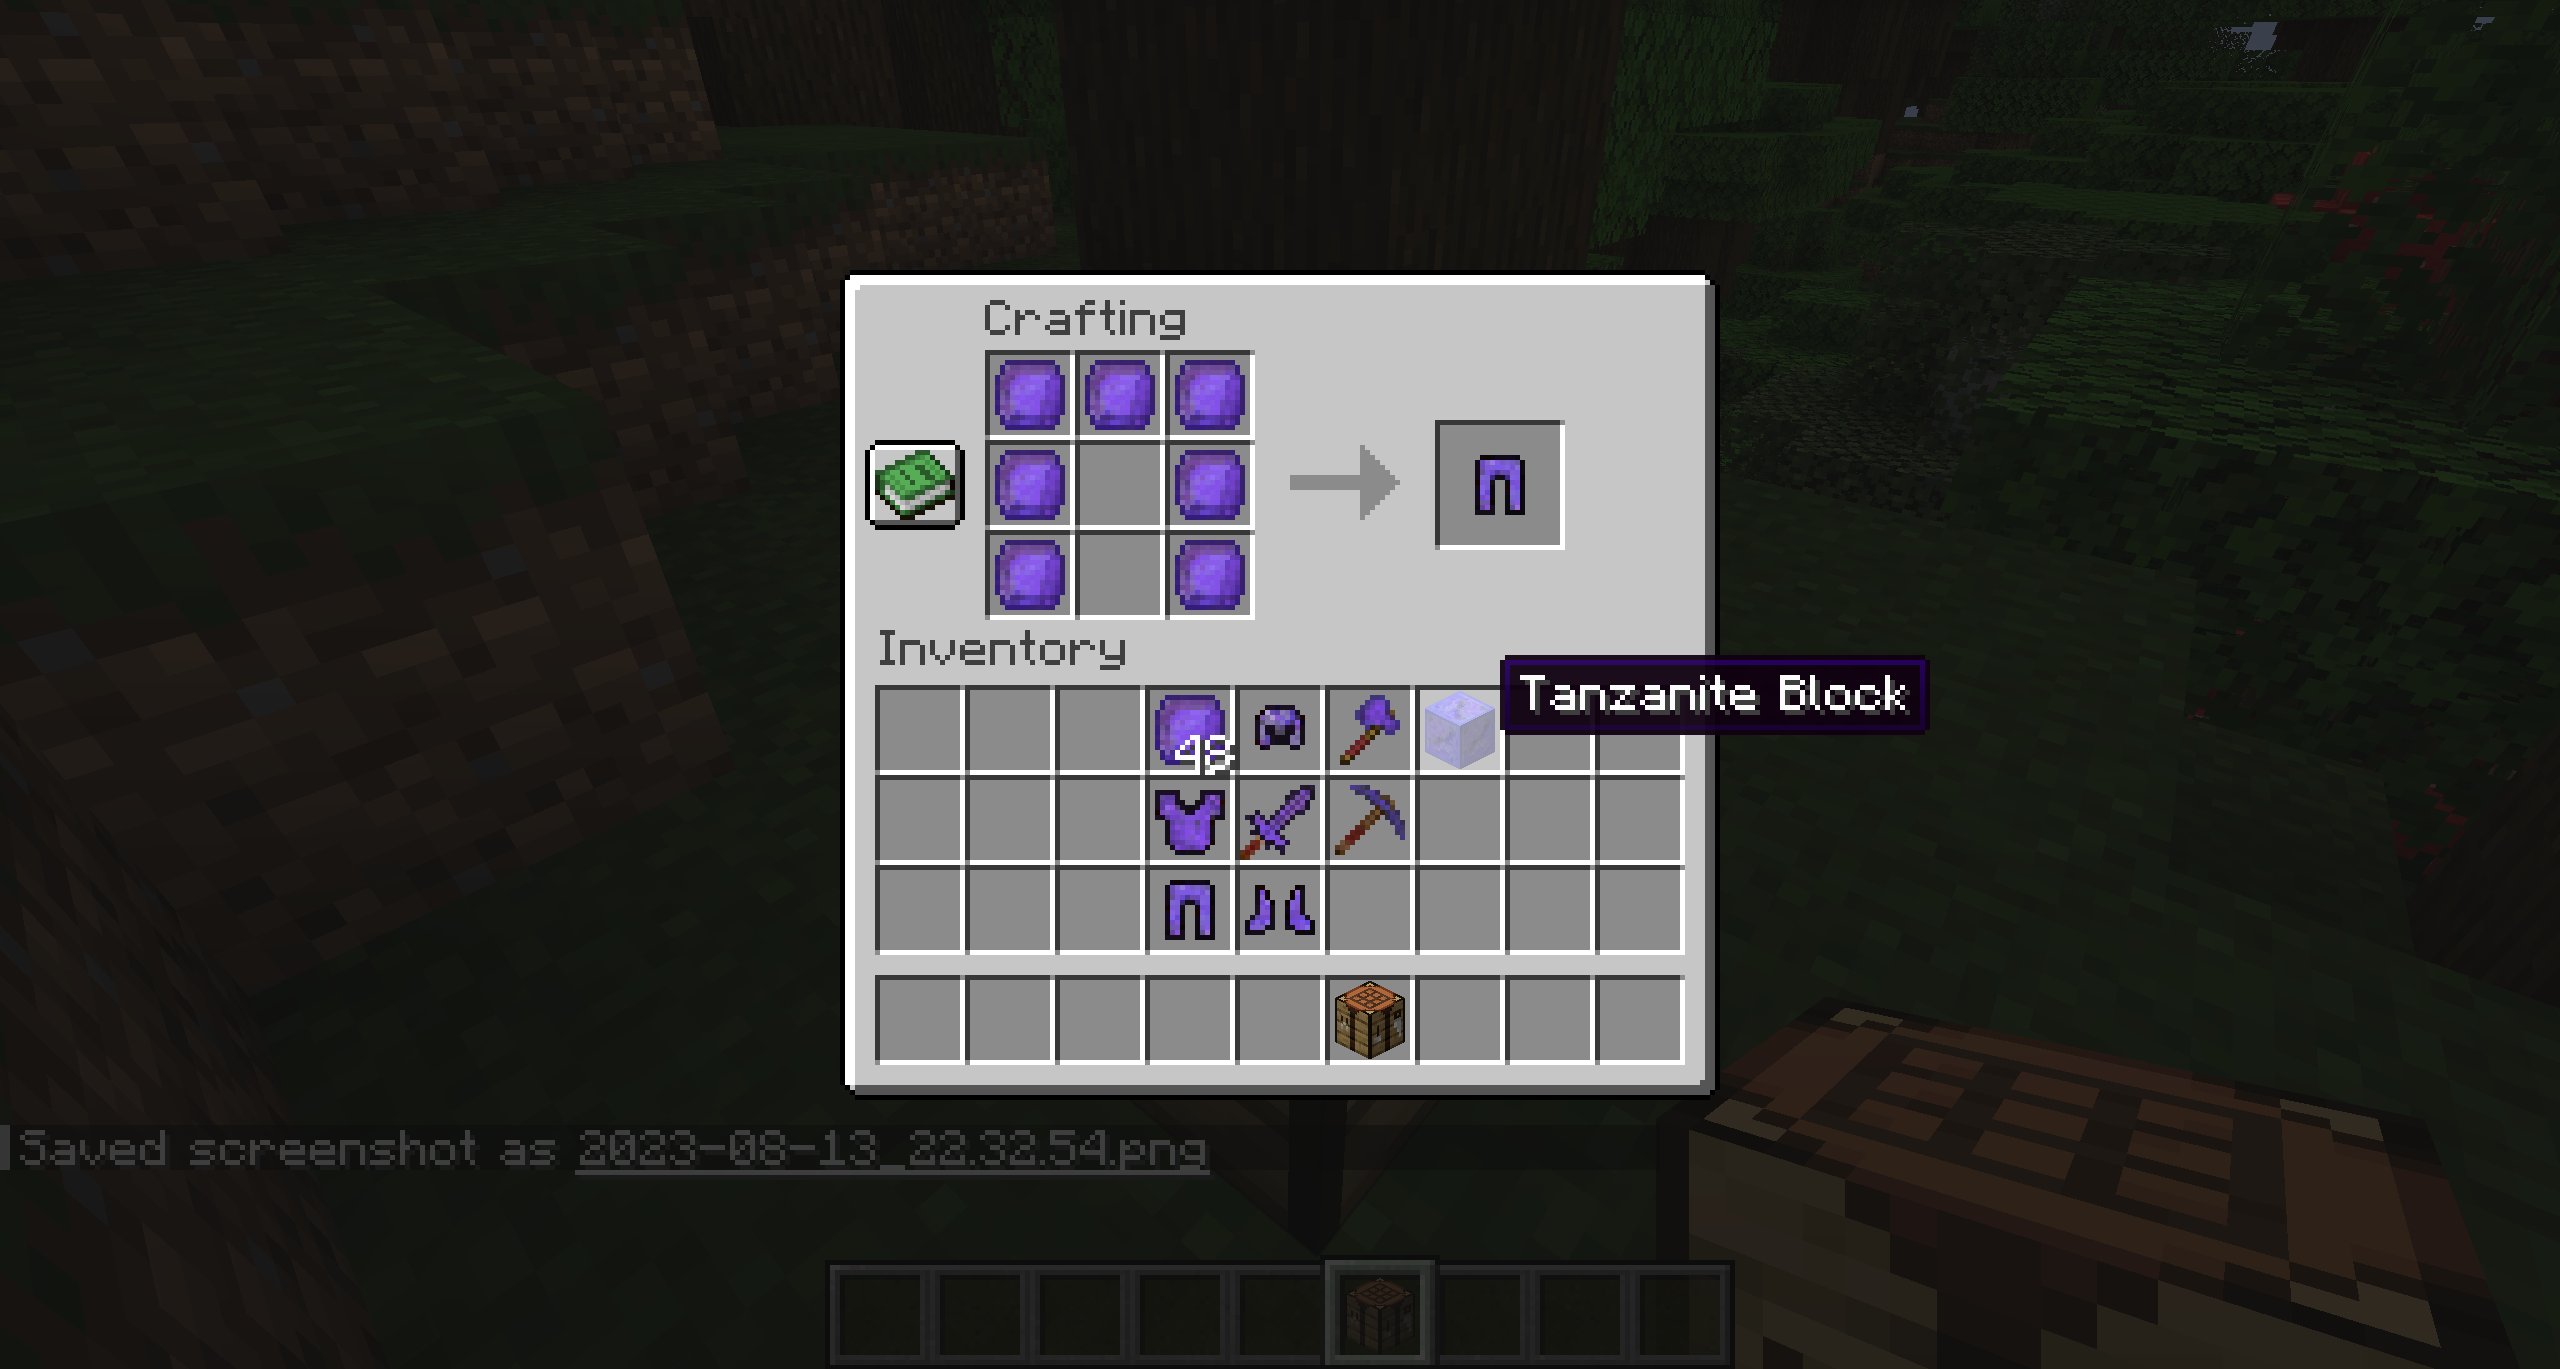 Crafting
Inventory
Tanzanite Block
48
Saved screenshot as 2023-08-13_22.32.54.png